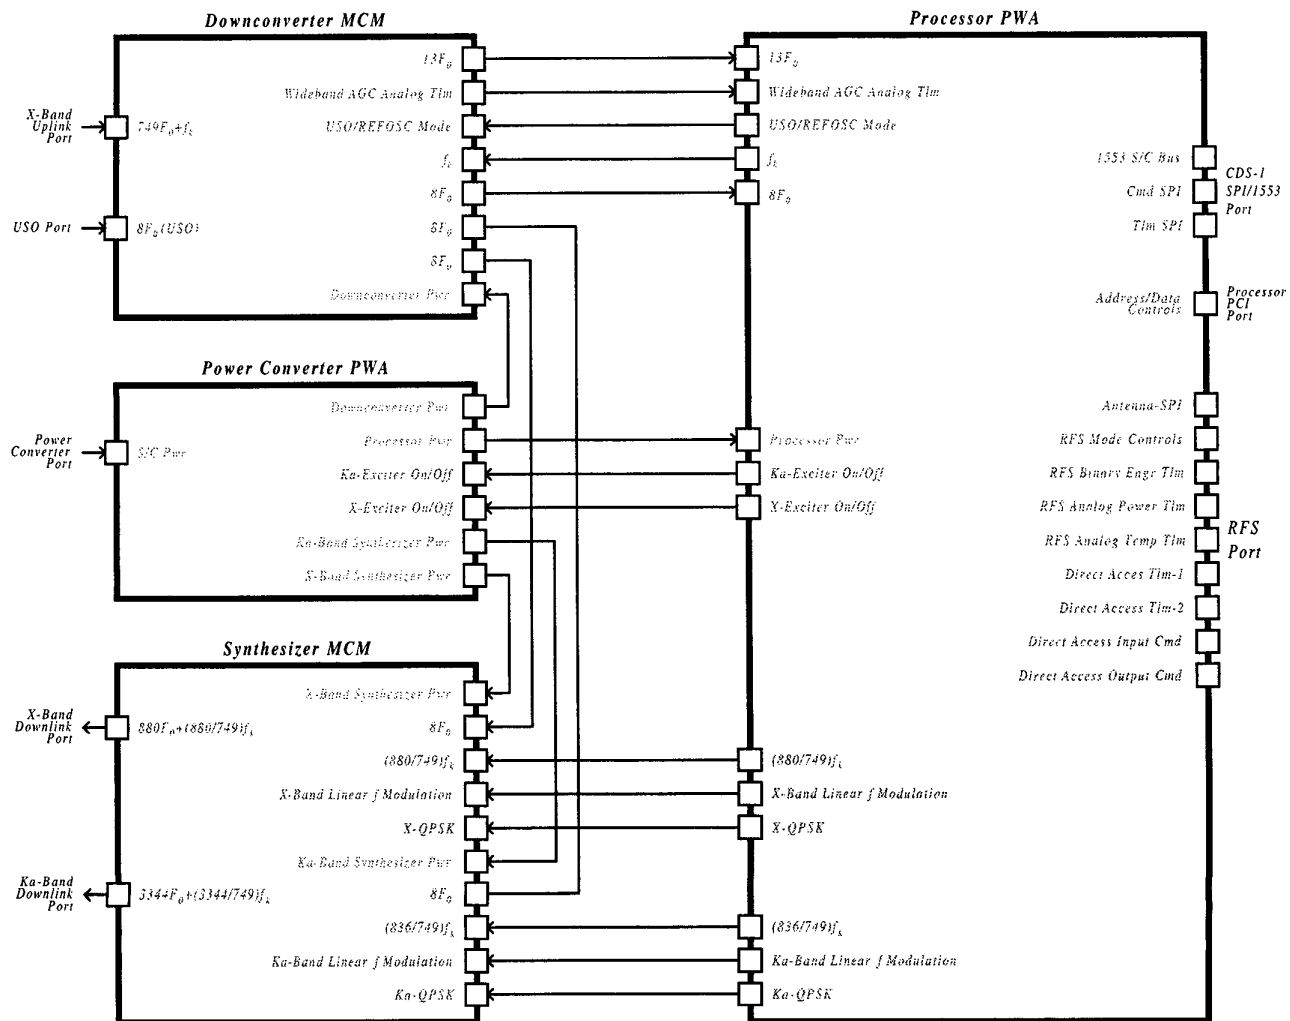 Downconverter MCM
X-Band
Uplink
Port
749F₀+fₖ
USO Port
8F₀(USO)
13F₀
Wideband AGC Analog Tlm
USO/REFOSC Mode
fₖ
8F₀
8F₀
8F₀
Downconverter Pwr
Power Converter PWA
Power
Converter
Port
S/C Pwr
Downconverter Pwr
Processor Pwr
Ka-Exciter On/Off
X-Exciter On/Off
Ka-Band Synthesizer Pwr
X-Band Synthesizer Pwr
Synthesizer MCM
X-Band
Downlink
Port
880F₀+(880/749)fₖ
Ka-Band
Downlink
Port
3344F₀+(3344/749)fₖ
X-Band Synthesizer Pwr
8F₀
(880/749)fₖ
X-Band Linear ƒ Modulation
X-QPSK
Ka-Band Synthesizer Pwr
8F₀
(836/749)fₖ
Ka-Band Linear ƒ Modulation
Ka-QPSK
Processor PWA
13F₀
Wideband AGC Analog Tlm
USO/REFOSC Mode
fₖ
8F₀
Processor Pwr
Ka-Exciter On/Off
X-Exciter On/Off
(880/749)fₖ
X-Band Linear ƒ Modulation
X-QPSK
(836/749)fₖ
Ka-Band Linear ƒ Modulation
Ka-QPSK
1553 S/C Bus
Cmd SPI
Tlm SPI
CDS-1
SPI/1553
Port
Address/Data
Controls
Processor
PCI
Port
Antenna-SPI
RFS Mode Controls
RFS Binary Engr Tlm
RFS Analog Power Tlm
RFS Analog Temp Tlm
Direct Acces Tlm-1
Direct Access Tlm-2
Direct Access Input Cmd
Direct Access Output Cmd
RFS
Port